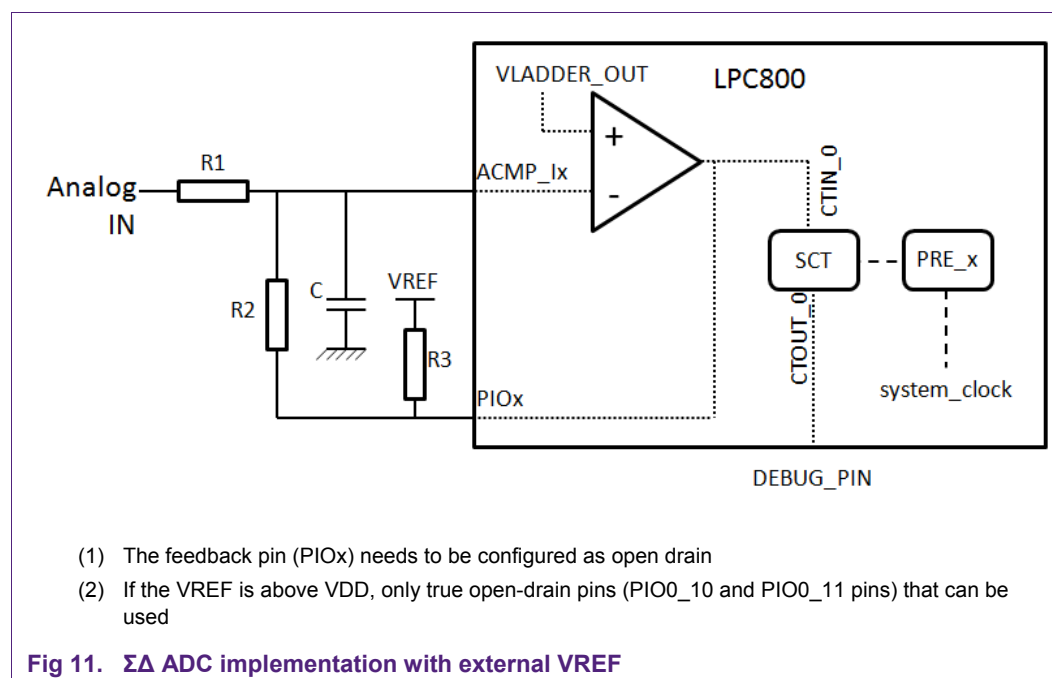 VLADDER_OUT
LPC800
+
R1
Analog
IN
ACMP_Ix
-
CTIN_0
SCT
PRE_x
C
VREF
R2
R3
CTOUT_0
system_clock
PIOx
DEBUG_PIN
(1) The feedback pin (PIOx) needs to be configured as open drain
(2) If the VREF is above VDD, only true open-drain pins (PIO0_10 and PIO0_11 pins) that can be
used
Fig 11. ΣΔ ADC implementation with external VREF